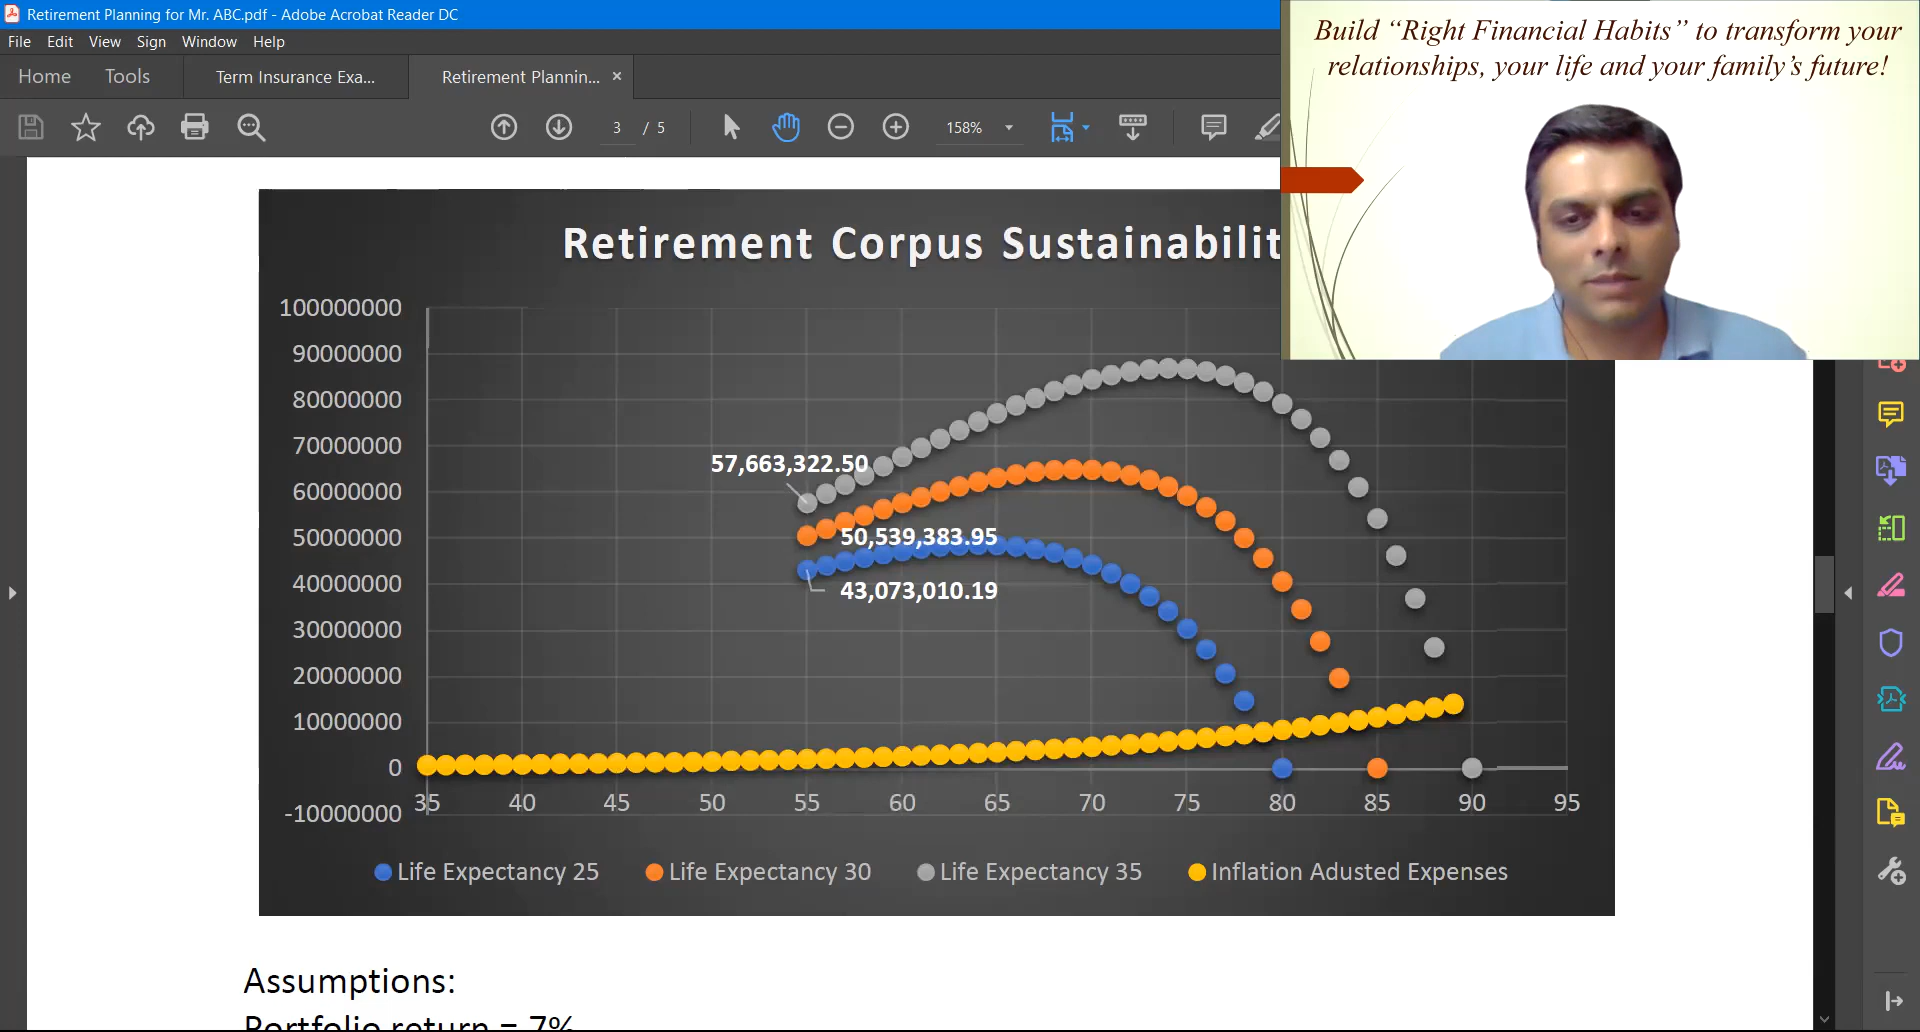 Retirement Planning for Mr. ABC.pdf - Adobe Acrobat Reader DC
File Edit View Sign Window Help
Home Tools Term Insurance Exa... Retirement Plannin... ×
3 / 5 158%
Build “Right Financial Habits” to transform your
relationships, your life and your family’s future!
Retirement Corpus Sustainabilit
100000000
90000000
80000000
70000000
60000000
50000000
40000000
30000000
20000000
10000000
0
-10000000
57,663,322.50
50,539,383.95
43,073,010.19
35 40 45 50 55 60 65 70 75 80 85 90 95
Life Expectancy 25 Life Expectancy 30 Life Expectancy 35 Inflation Adusted Expenses
Assumptions:
Portfolio return = 7%